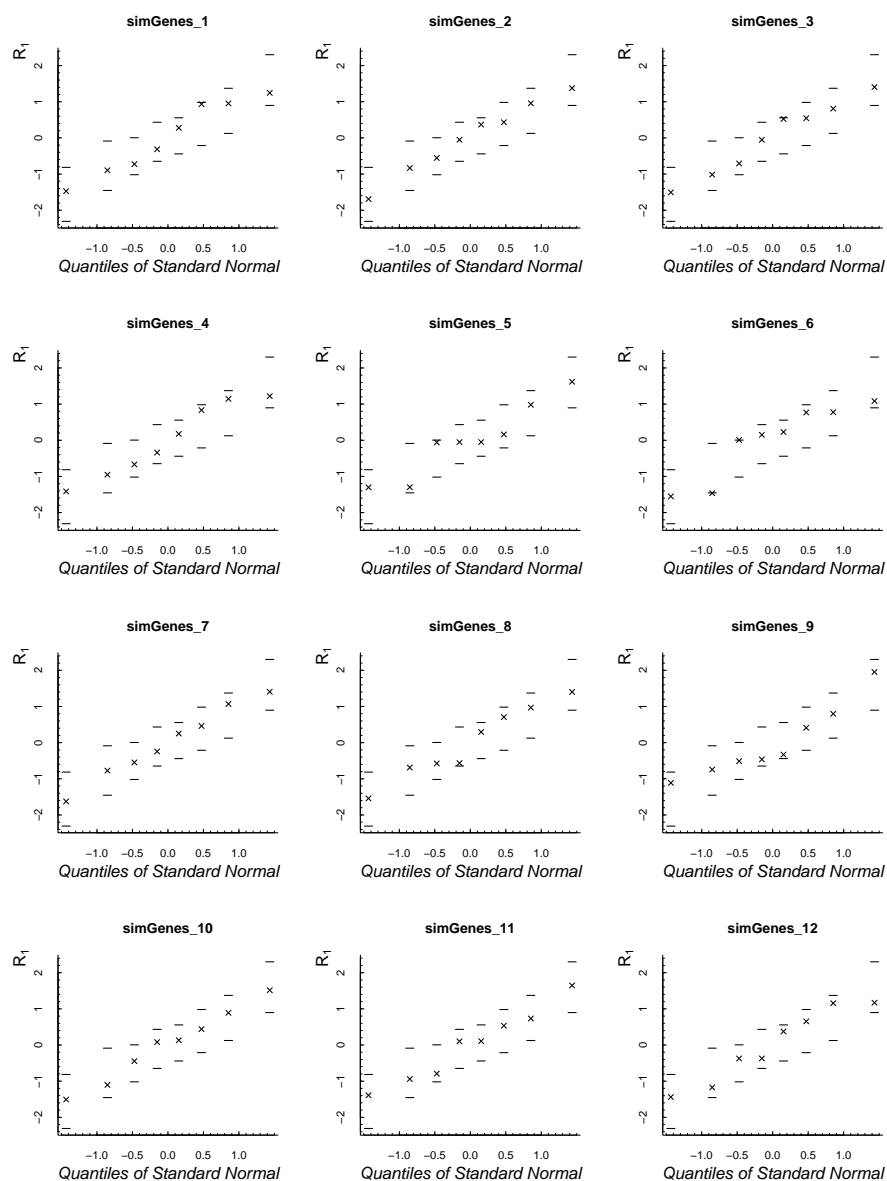 simGenes_1
R1
2
1
0
−1
−2
−1.0 −0.5 0.0 0.5 1.0
Quantiles of Standard Normal
simGenes_2
R1
2
1
0
−1
−2
−1.0 −0.5 0.0 0.5 1.0
Quantiles of Standard Normal
simGenes_3
R1
2
1
0
−1
−2
−1.0 −0.5 0.0 0.5 1.0
Quantiles of Standard Normal
simGenes_4
R1
2
1
0
−1
−2
−1.0 −0.5 0.0 0.5 1.0
Quantiles of Standard Normal
simGenes_5
R1
2
1
0
−1
−2
−1.0 −0.5 0.0 0.5 1.0
Quantiles of Standard Normal
simGenes_6
R1
2
1
0
−1
−2
−1.0 −0.5 0.0 0.5 1.0
Quantiles of Standard Normal
simGenes_7
R1
2
1
0
−1
−2
−1.0 −0.5 0.0 0.5 1.0
Quantiles of Standard Normal
simGenes_8
R1
2
1
0
−1
−2
−1.0 −0.5 0.0 0.5 1.0
Quantiles of Standard Normal
simGenes_9
R1
2
1
0
−1
−2
−1.0 −0.5 0.0 0.5 1.0
Quantiles of Standard Normal
simGenes_10
R1
2
1
0
−1
−2
−1.0 −0.5 0.0 0.5 1.0
Quantiles of Standard Normal
simGenes_11
R1
2
1
0
−1
−2
−1.0 −0.5 0.0 0.5 1.0
Quantiles of Standard Normal
simGenes_12
R1
2
1
0
−1
−2
−1.0 −0.5 0.0 0.5 1.0
Quantiles of Standard Normal